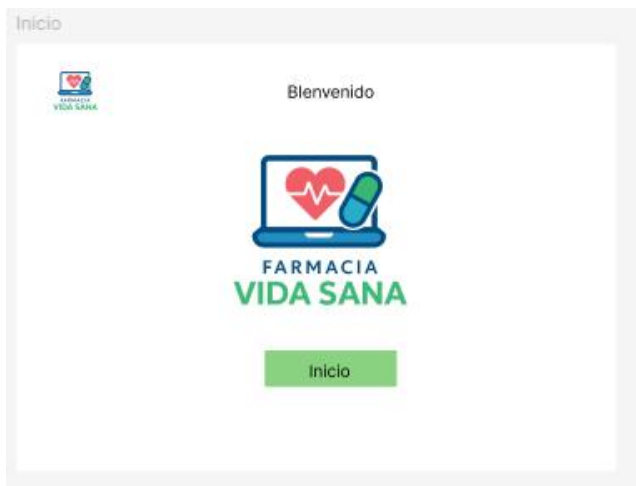 Inicio
FARMACIA
VIDA SANA
BIenvenido
FARMACIA
VIDA SANA
Inicio